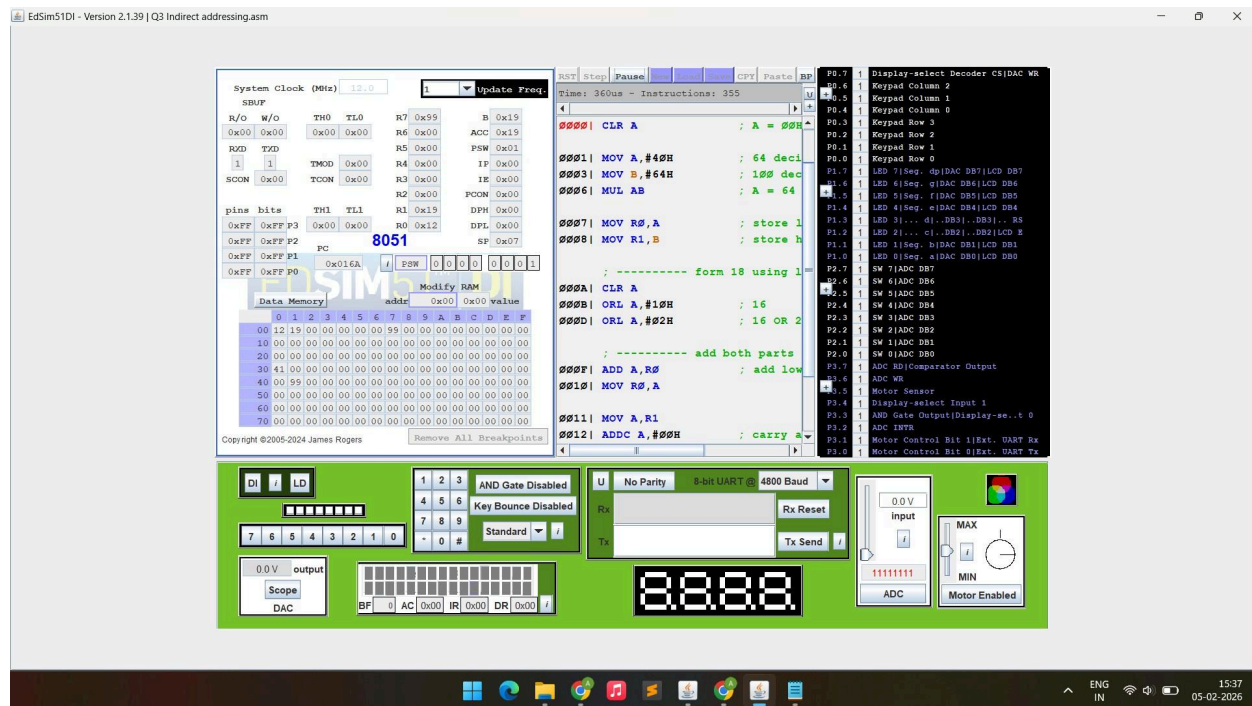 EdSim51DI - Version 2.1.39 | Q3 Indirect addressing.asm
System Clock (MHz) 12.0 1 Update Freq.
SBUF
R/O W/O TH0 TL0 R7 0x99 B 0x19
0x00 0x00 0x00 0x00 R6 0x00 ACC 0x19
RXD TXD R5 0x00 PSW 0x01
1 1 TMOD 0x00 R4 0x00 IP 0x00
SCON 0x00 TCON 0x00 R3 0x00 IE 0x00
R2 0x00 PCON 0x00
pins bits TH1 TL1 R1 0x19 DPH 0x00
0xFF 0xFF P3 0x00 0x00 R0 0x12 DPL 0x00
0xFF 0xFF P2 PC 8051 SP 0x07
0xFF 0xFF P1 0x016A i PSW 0 0 0 0 0 0 0 1
0xFF 0xFF P0
EDSIM51DI
Modify RAM
Data Memory addr 0x00 0x00 value
0 1 2 3 4 5 6 7 8 9 A B C D E F
00 12 19 00 00 00 00 00 99 00 00 00 00 00 00 00 00
10 00 00 00 00 00 00 00 00 00 00 00 00 00 00 00 00
20 00 00 00 00 00 00 00 00 00 00 00 00 00 00 00 00
30 41 00 00 00 00 00 00 00 00 00 00 00 00 00 00 00
40 00 99 00 00 00 00 00 00 00 00 00 00 00 00 00 00
50 00 00 00 00 00 00 00 00 00 00 00 00 00 00 00 00
60 00 00 00 00 00 00 00 00 00 00 00 00 00 00 00 00
70 00 00 00 00 00 00 00 00 00 00 00 00 00 00 00 00
Copyright ©2005-2024 James Rogers Remove All Breakpoints
RST Step Pause New Load Save CPY Paste BP
Time: 360us - Instructions: 355 U
0000| CLR A ; A = 00H
0001| MOV A,#40H ; 64 deci
0003| MOV B,#64H ; 100 dec
0006| MUL AB ; A = 64
0007| MOV R0,A ; store l
0008| MOV R1,B ; store h
; ---------- form 18 using l
000A| CLR A
000B| ORL A,#10H ; 16
000D| ORL A,#02H ; 16 OR 2
; ---------- add both parts
000F| ADD A,R0 ; add low
0010| MOV R0,A
0011| MOV A,R1
0012| ADDC A,#00H ; carry a
P0.7 1 Display-select Decoder CS|DAC WR
P0.6 1 Keypad Column 2
P0.5 1 Keypad Column 1
P0.4 1 Keypad Column 0
P0.3 1 Keypad Row 3
P0.2 1 Keypad Row 2
P0.1 1 Keypad Row 1
P0.0 1 Keypad Row 0
P1.7 1 LED 7|Seg. dp|DAC DB7|LCD DB7
P1.6 1 LED 6|Seg. g|DAC DB6|LCD DB6
P1.5 1 LED 5|Seg. f|DAC DB5|LCD DB5
P1.4 1 LED 4|Seg. e|DAC DB4|LCD DB4
P1.3 1 LED 3|... d|..DB3|..DB3|.. RS
P1.2 1 LED 2|... c|..DB2|..DB2|LCD E
P1.1 1 LED 1|Seg. b|DAC DB1|LCD DB1
P1.0 1 LED 0|Seg. a|DAC DB0|LCD DB0
P2.7 1 SW 7|ADC DB7
P2.6 1 SW 6|ADC DB6
P2.5 1 SW 5|ADC DB5
P2.4 1 SW 4|ADC DB4
P2.3 1 SW 3|ADC DB3
P2.2 1 SW 2|ADC DB2
P2.1 1 SW 1|ADC DB1
P2.0 1 SW 0|ADC DB0
P3.7 1 ADC RD|Comparator Output
P3.6 1 ADC WR
P3.5 1 Motor Sensor
P3.4 1 Display-select Input 1
P3.3 1 AND Gate Output|Display-se..t 0
P3.2 1 ADC INTR
P3.1 1 Motor Control Bit 1|Ext. UART Rx
P3.0 1 Motor Control Bit 0|Ext. UART Tx
DI i LD
7 6 5 4 3 2 1 0
0.0 V output
Scope
DAC
1 2 3
4 5 6
7 8 9
* 0 #
AND Gate Disabled
Key Bounce Disabled
Standard i
BF 0 AC 0x00 IR 0x00 DR 0x00 i
U No Parity 8-bit UART @ 4800 Baud
Rx Rx Reset
Tx Tx Send i
8.8.8.8.
0.0 V
input
i
11111111
ADC
MAX
i
MIN
Motor Enabled
ENG
IN
15:37
05-02-2026